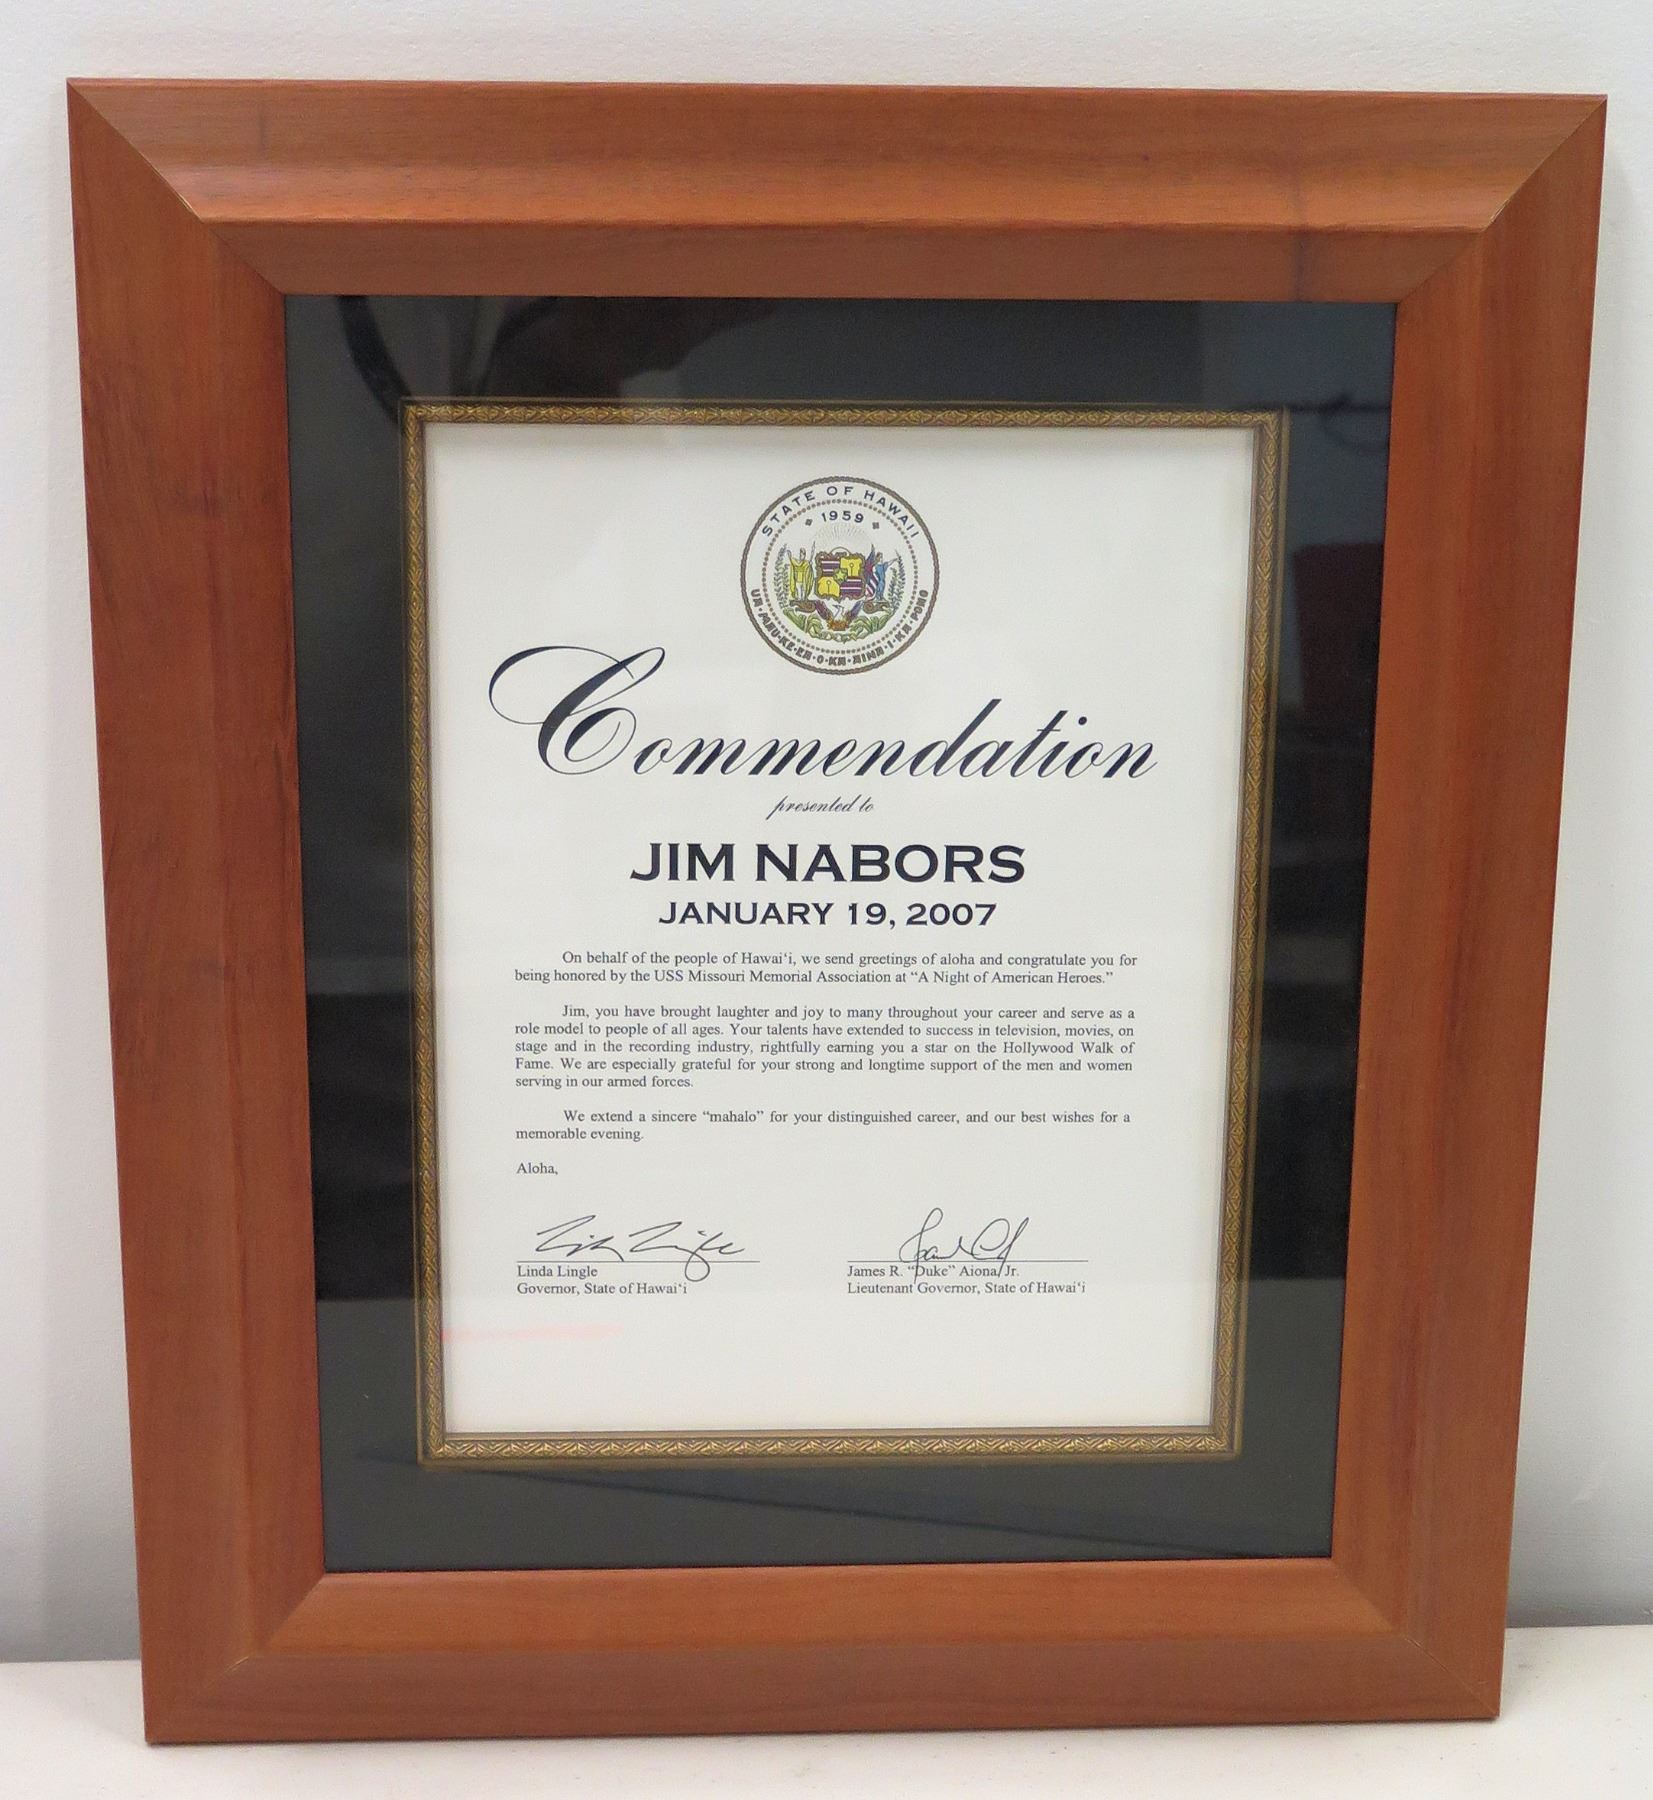 STATE OF HAWAII
1959
UA·MAU·KE·EA·O·KA·AINA·I·KA·PONO
Commendation
presented to
JIM NABORS
JANUARY 19, 2007
On behalf of the people of Hawaiʻi, we send greetings of aloha and congratulate you for
being honored by the USS Missouri Memorial Association at “A Night of American Heroes.”
Jim, you have brought laughter and joy to many throughout your career and serve as a
role model to people of all ages. Your talents have extended to success in television, movies, on
stage and in the recording industry, rightfully earning you a star on the Hollywood Walk of
Fame. We are especially grateful for your strong and longtime support of the men and women
serving in our armed forces.
We extend a sincere “mahalo” for your distinguished career, and our best wishes for a
memorable evening.
Aloha,
Linda Lingle
Governor, State of Hawaiʻi
James R. “Duke” Aiona, Jr.
Lieutenant Governor, State of Hawaiʻi